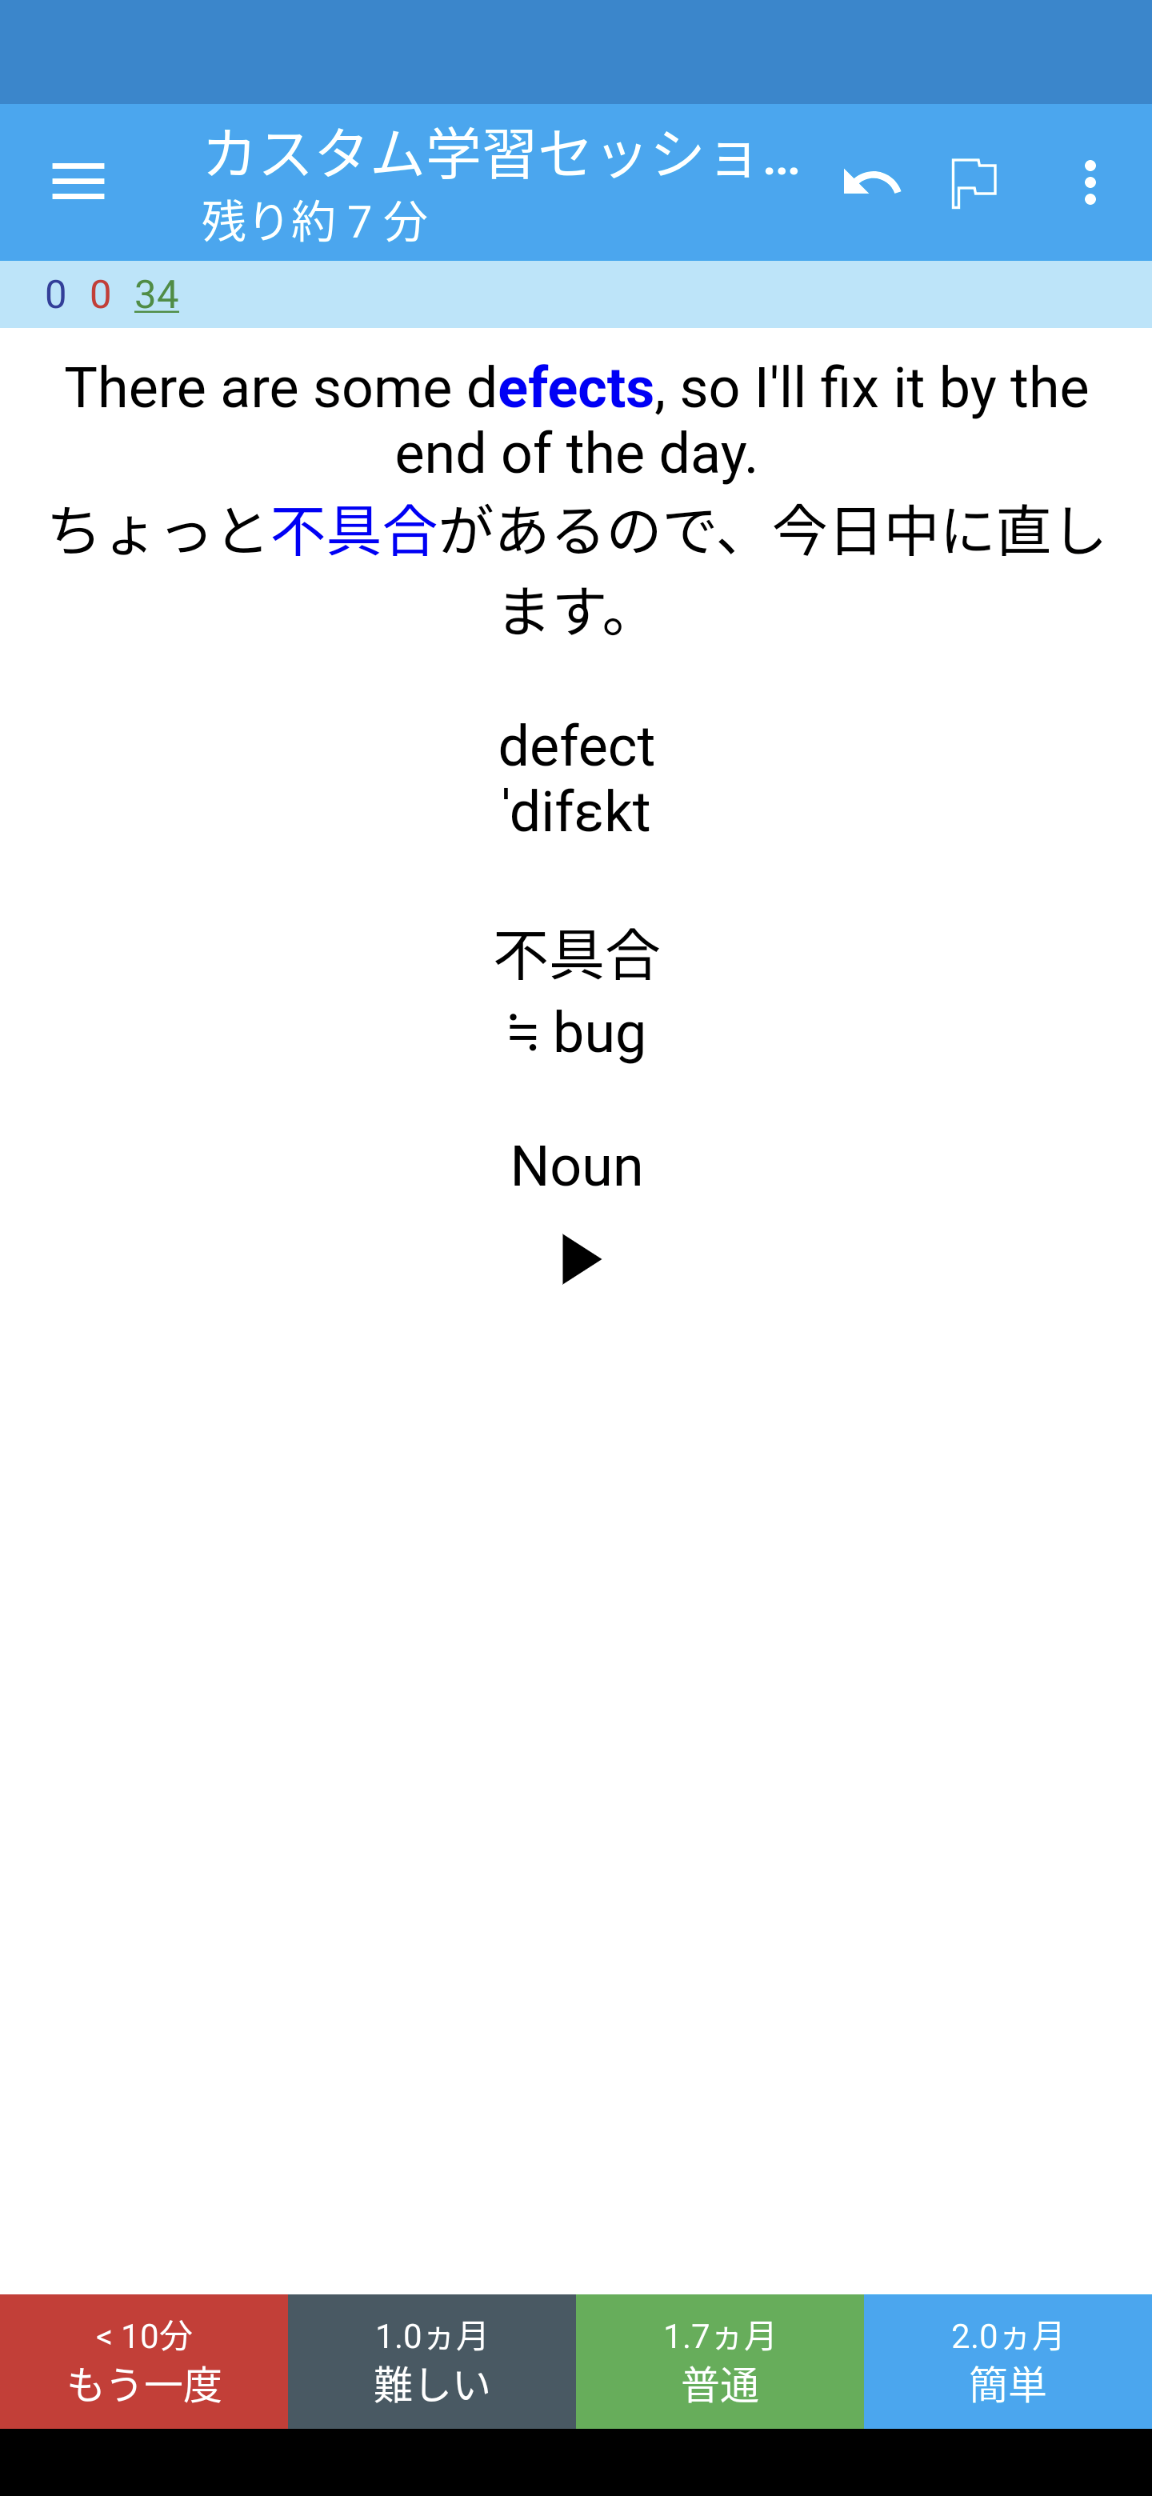 カスタム学習セッショ...
残り約 7 分
0 0 34
There are some defects, so I'll fix it by the
end of the day.
ちょっと不具合があるので、今日中に直し
ます。
defect
ˈdifɛkt
不具合
≒ bug
Noun
< 10分 1.0ヵ月 1.7ヵ月 2.0ヵ月
もう一度 難しい 普通 簡単